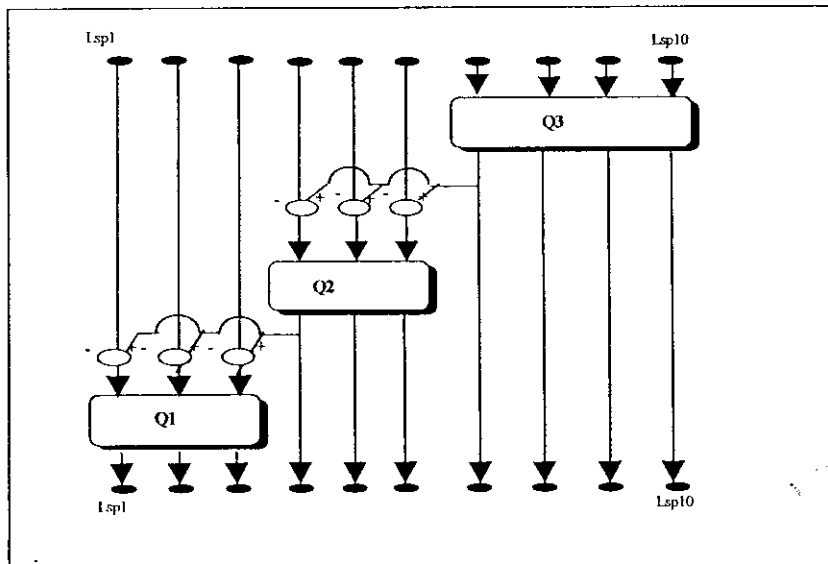 Lsp1 Lsp10
Q3
- + - + - +
Q2
- + - + - +
Q1
Lsp1 Lsp10